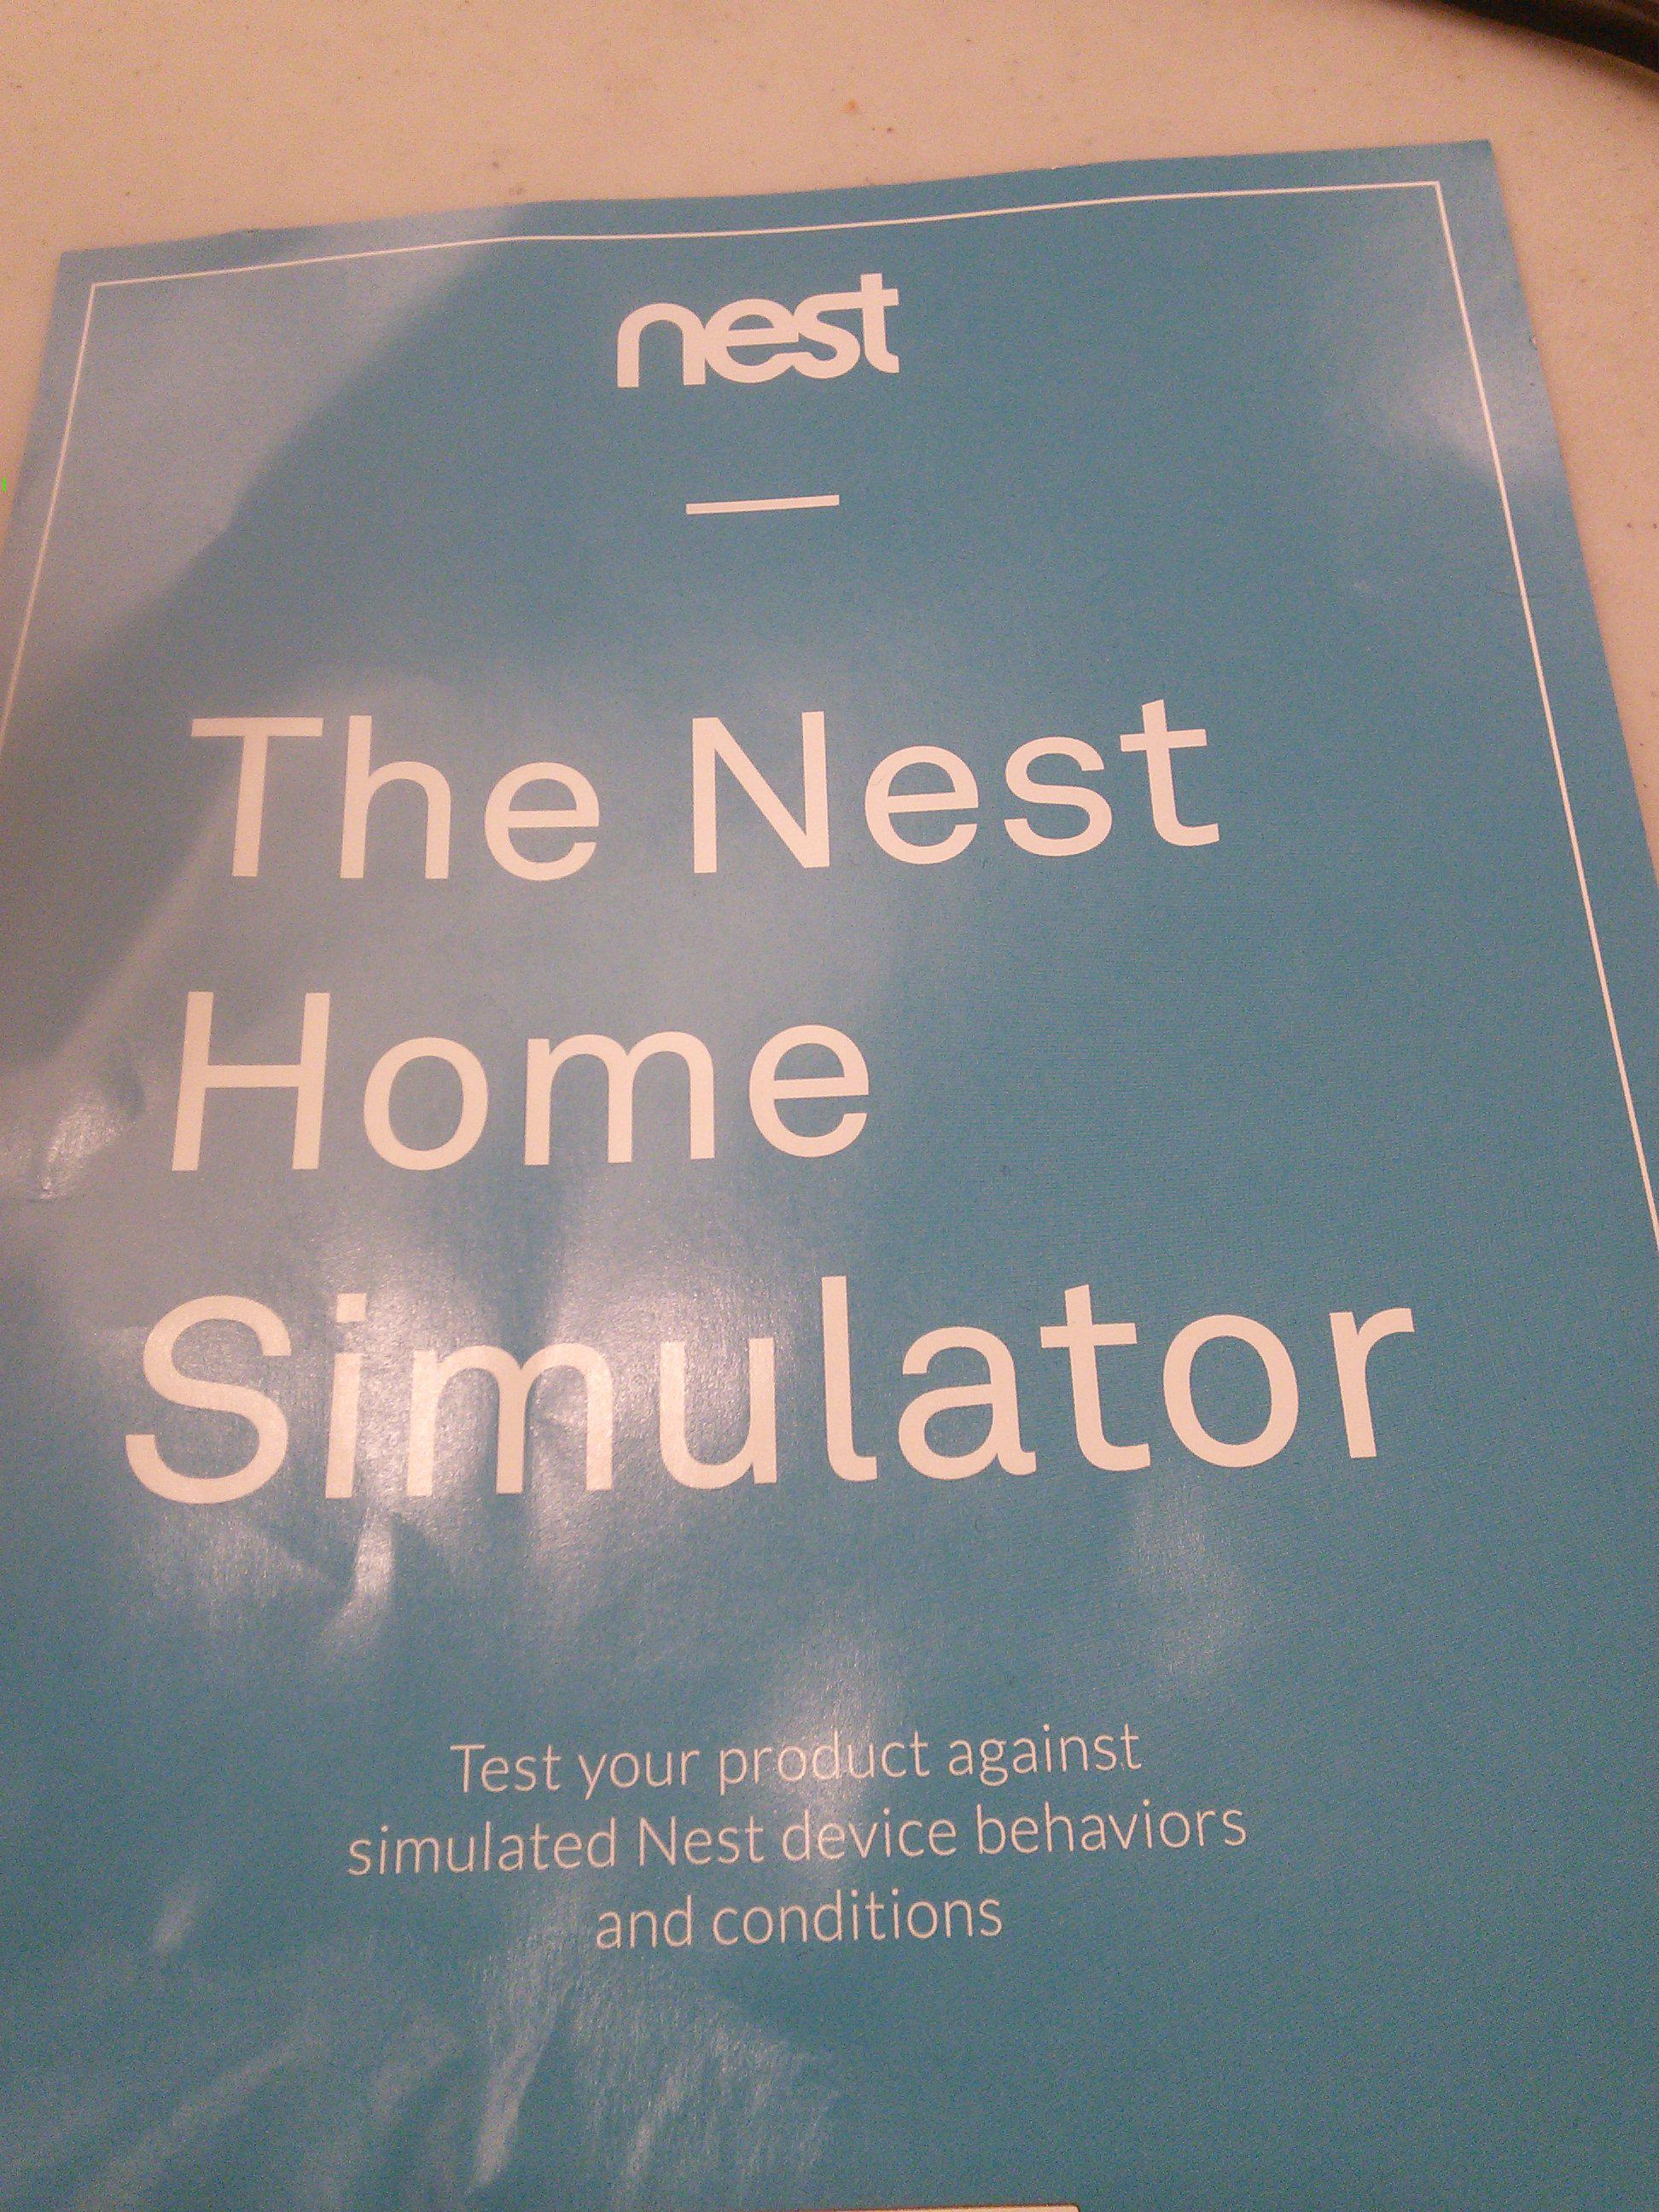 nest
The Nest
Home
Simulator
Test your product against
simulated Nest device behaviors
and conditions